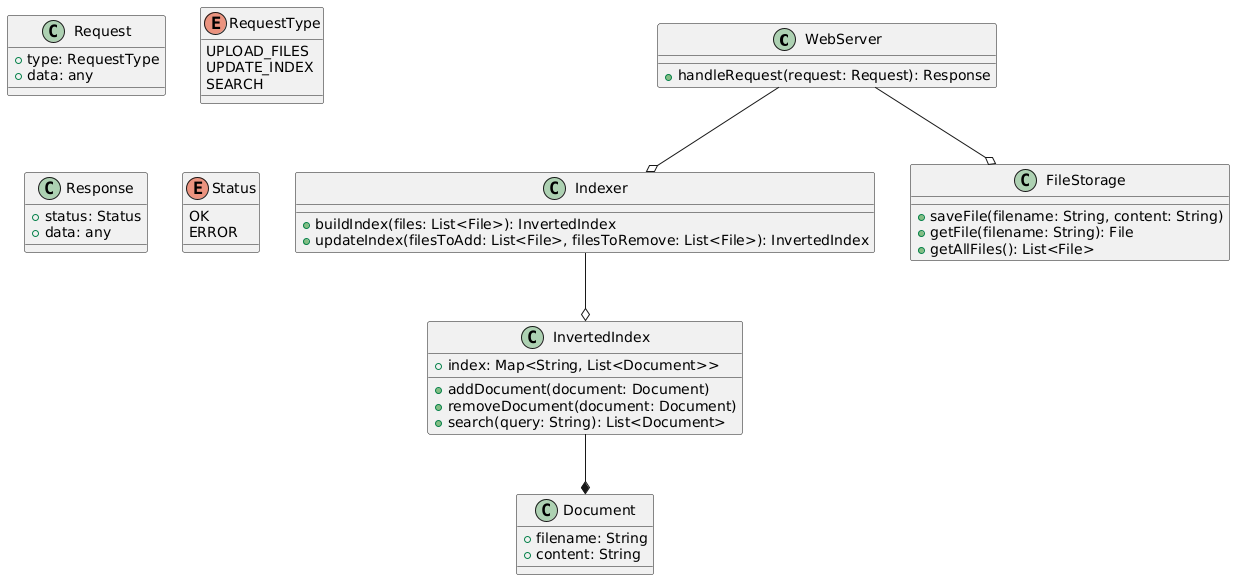 C Request
+ type: RequestType
+ data: any
E RequestType
UPLOAD_FILES
UPDATE_INDEX
SEARCH
C WebServer
+ handleRequest(request: Request): Response
C Response
+ status: Status
+ data: any
E Status
OK
ERROR
C Indexer
buildIndex(files: List<File>): InvertedIndex
updateIndex(filesToAdd: List<File>, filesToRemove: List<File>): InvertedIndex
C FileStorage
saveFile(filename: String, content: String)
getFile(filename: String): File
getAllFiles(): List<File>
C InvertedIndex
index: Map<String, List<Document>>
addDocument(document: Document)
removeDocument(document: Document)
search(query: String): List<Document>
C Document
filename: String
content: String